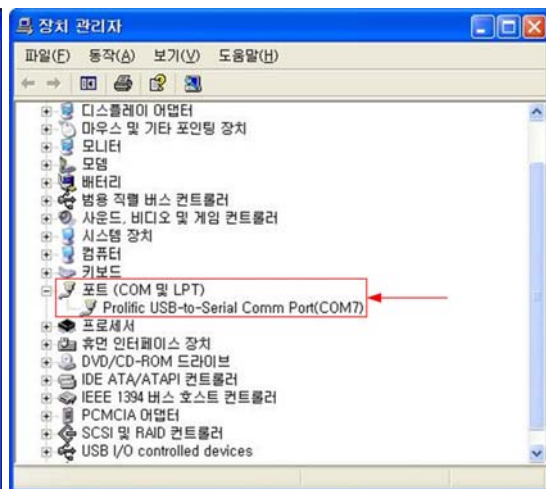 장치 관리자
파일(F) 동작(A) 보기(V) 도움말(H)
디스플레이 어댑터
마우스 및 기타 포인팅 장치
모니터
모뎀
배터리
범용 직렬 버스 컨트롤러
사운드, 비디오 및 게임 컨트롤러
시스템 장치
컴퓨터
키보드
포트 (COM 및 LPT)
Prolific USB-to-Serial Comm Port(COM7)
프로세서
휴먼 인터페이스 장치
DVD/CD-ROM 드라이브
IDE ATA/ATAPI 컨트롤러
IEEE 1394 버스 호스트 컨트롤러
PCMCIA 어댑터
SCSI 및 RAID 컨트롤러
USB I/O controlled devices